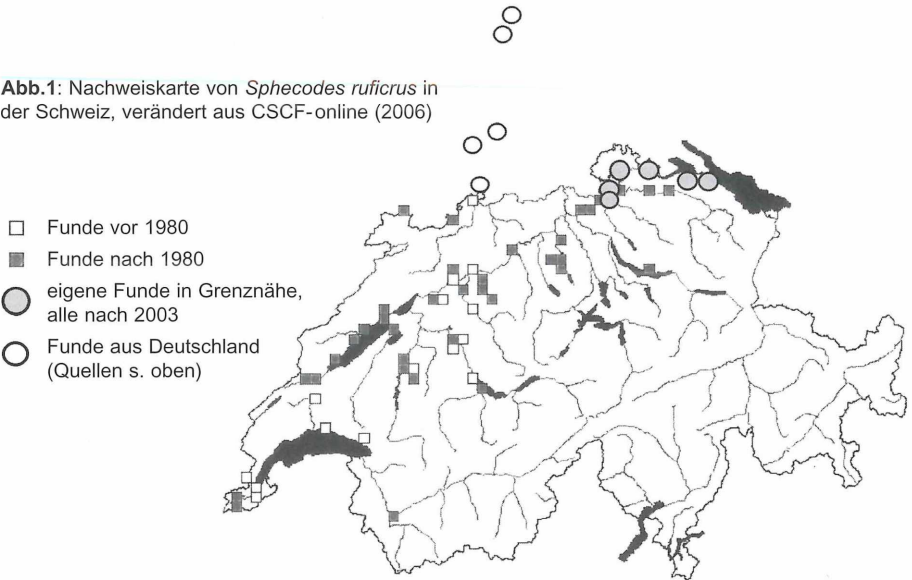 Abb.1: Nachweiskarte von Sphecodes ruficrus in
der Schweiz, verändert aus CSCF-online (2006)
Funde vor 1980
Funde nach 1980
eigene Funde in Grenznähe,
alle nach 2003
Funde aus Deutschland
(Quellen s. oben)